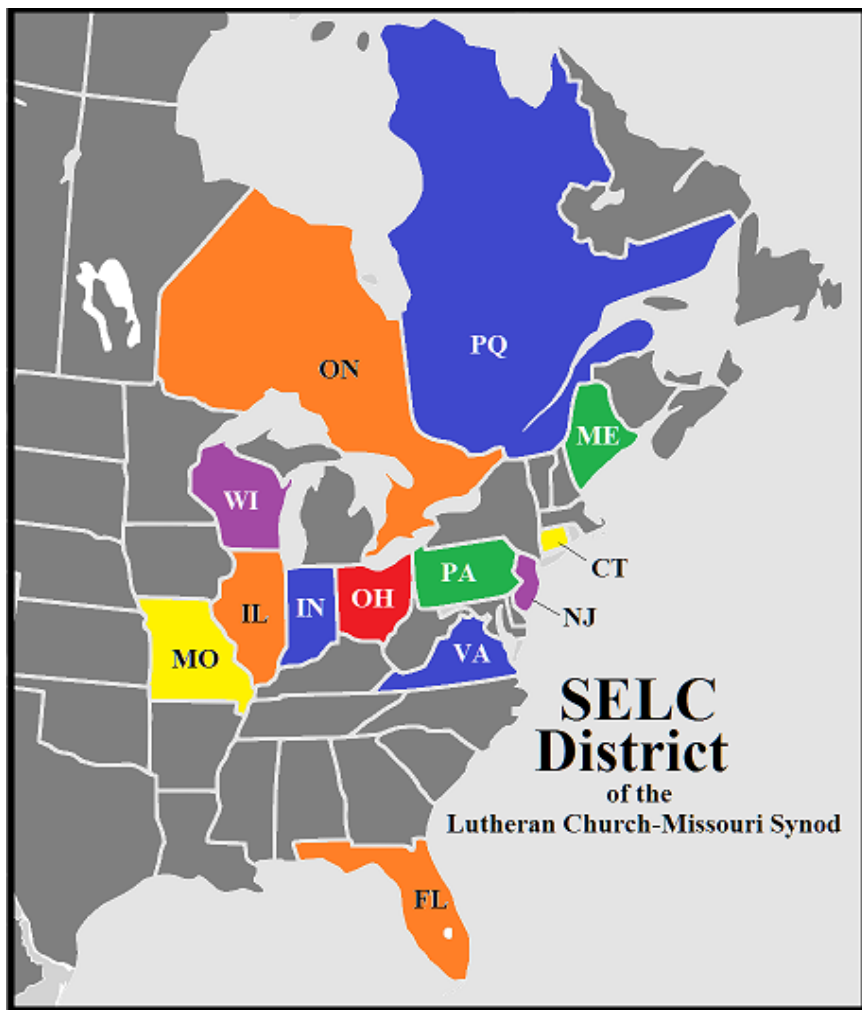 PQ
ON
ME
WI
CT
PA
OH
IN
IL
NJ
VA
MO
SELC
District
of the
Lutheran Church-Missouri Synod
FL